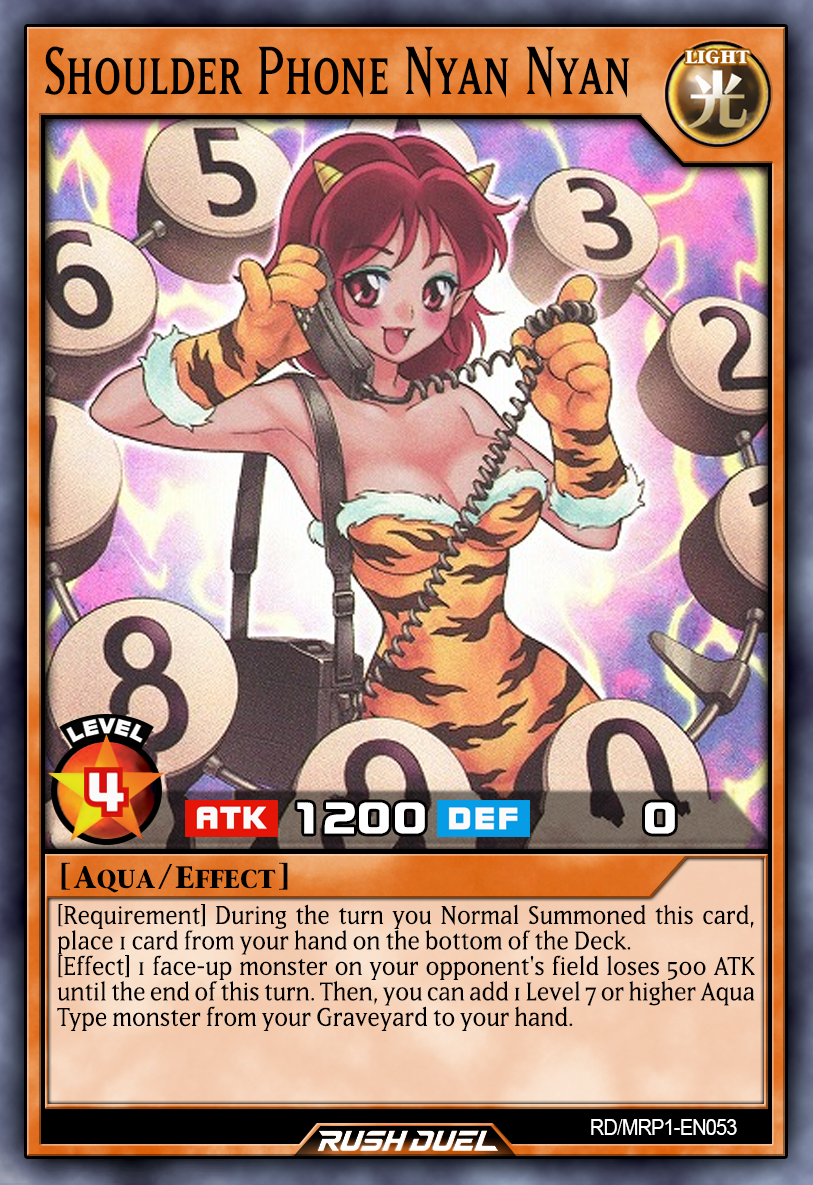 SHOULDER PHONE NYAN NYAN
LIGHT
光
5
3
6
2
1
8
9
0
LEVEL
4
ATK 1200 DEF 0
[AQUA/EFFECT]
[Requirement] During the turn you Normal Summoned this card,
place 1 card from your hand on the bottom of the Deck.
[Effect] 1 face-up monster on your opponent's field loses 500 ATK
until the end of this turn. Then, you can add 1 Level 7 or higher Aqua
Type monster from your Graveyard to your hand.
RUSH DUEL
RD/MRP1-EN053